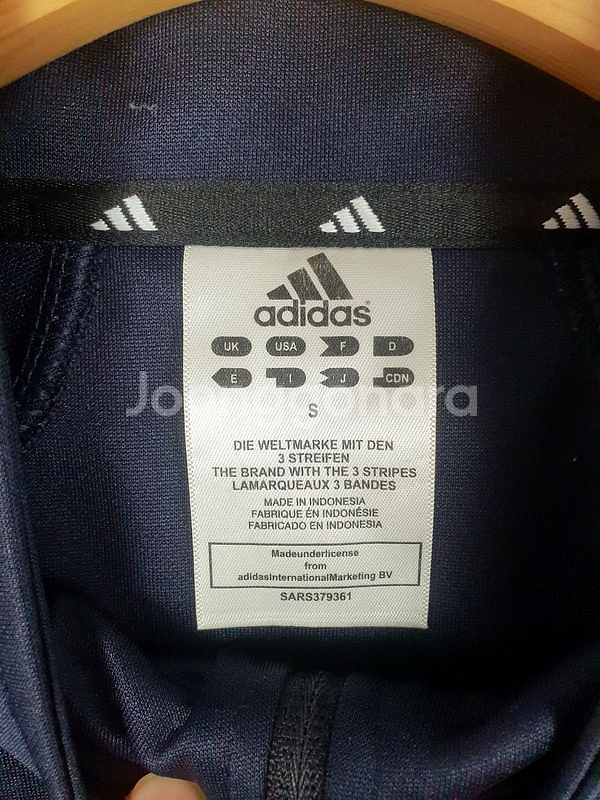 adidas®
UK USA F D
E I J CDN
Joonggonara
S
DIE WELTMARKE MIT DEN
3 STREIFEN
THE BRAND WITH THE 3 STRIPES
LAMARQUEAUX 3 BANDES
MADE IN INDONESIA
FABRIQUE ÉN INDONÉSIE
FABRICADO EN INDONESIA
Madeunderlicense
from
adidasInternationalMarketing BV
SARS379361